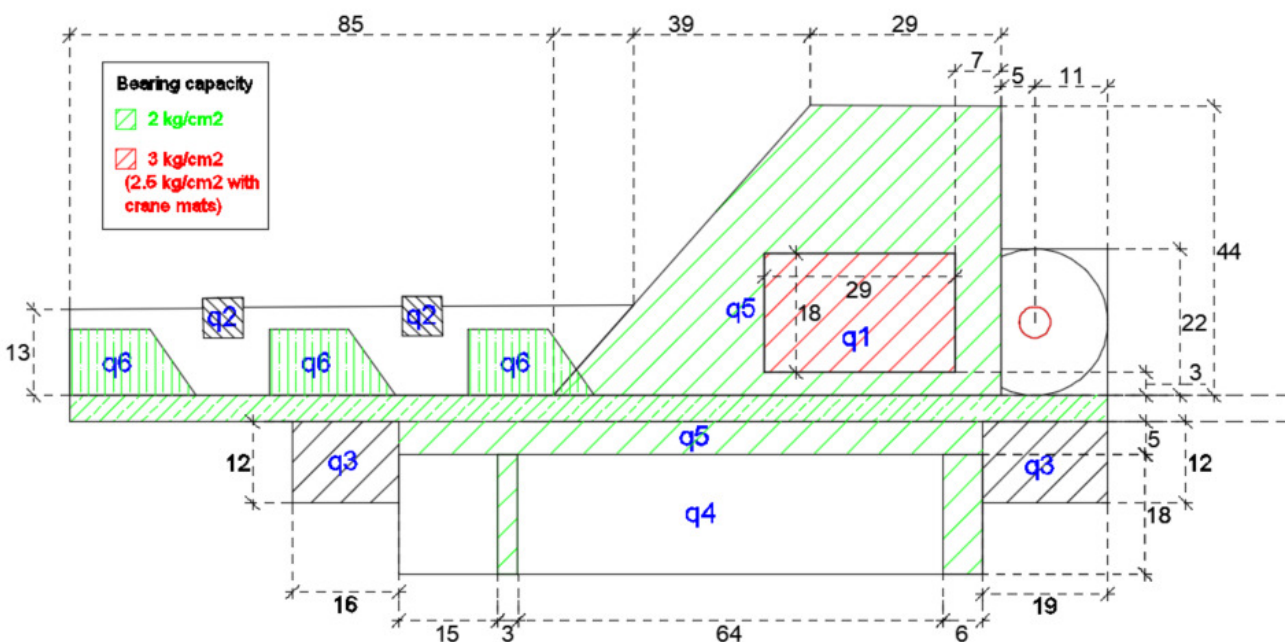 85
39
29
7
5
11
Bearing capacity
2 kg/cm2
3 kg/cm2
(2.5 kg/cm2 with
crane mats)
44
q5
29
18
q1
22
q2
q2
13
q6
q6
q6
3
12
q3
q5
q3
5
12
q4
18
16
15
3
64
6
19